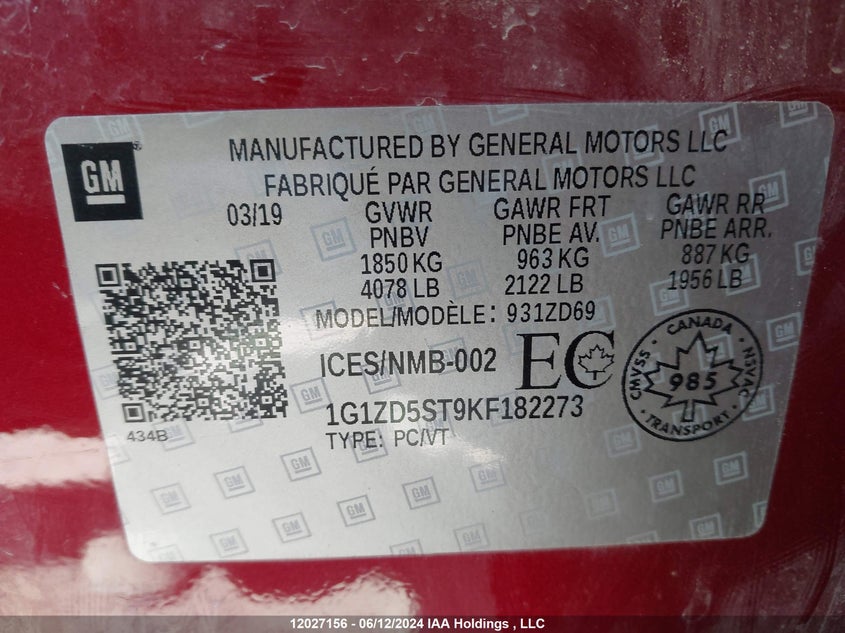 GM
MANUFACTURED BY GENERAL MOTORS LLC
FABRIQUÉ PAR GENERAL MOTORS LLC
03/19 GVWR GAWR FRT GAWR RR
PNBV PNBE AV. PNBE ARR.
1850 KG 963 KG 887 KG
4078 LB 2122 LB 1956 LB
MODEL/MODÈLE: 931ZD69
ICES/NMB-002 EC
CANADA
CMVSS 985 NSVAC
1G1ZD5ST9KF182273
434B
TYPE: PC/VT
12027156 - 06/12/2024 IAA Holdings , LLC